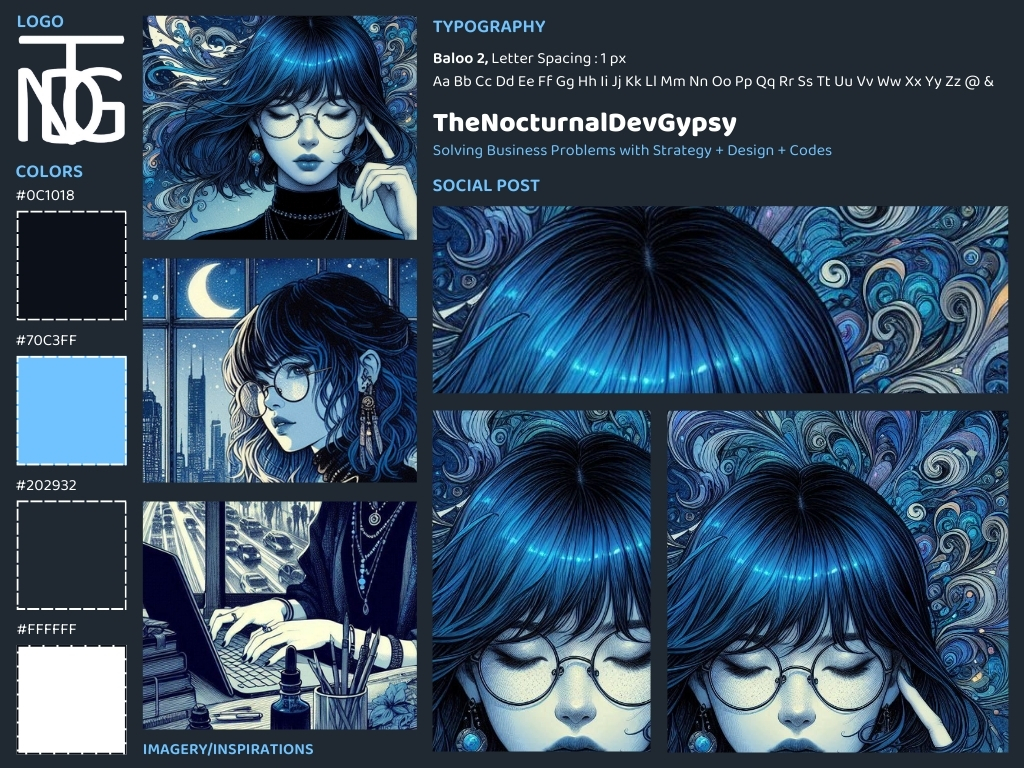 LOGO
TNDG
COLORS
#0C1018
#70C3FF
#202932
#FFFFFF
IMAGERY/INSPIRATIONS
TYPOGRAPHY
Baloo 2, Letter Spacing : 1 px
Aa Bb Cc Dd Ee Ff Gg Hh Ii Jj Kk Ll Mm Nn Oo Pp Qq Rr Ss Tt Uu Vv Ww Xx Yy Zz @ &
TheNocturnalDevGypsy
Solving Business Problems with Strategy + Design + Codes
SOCIAL POST